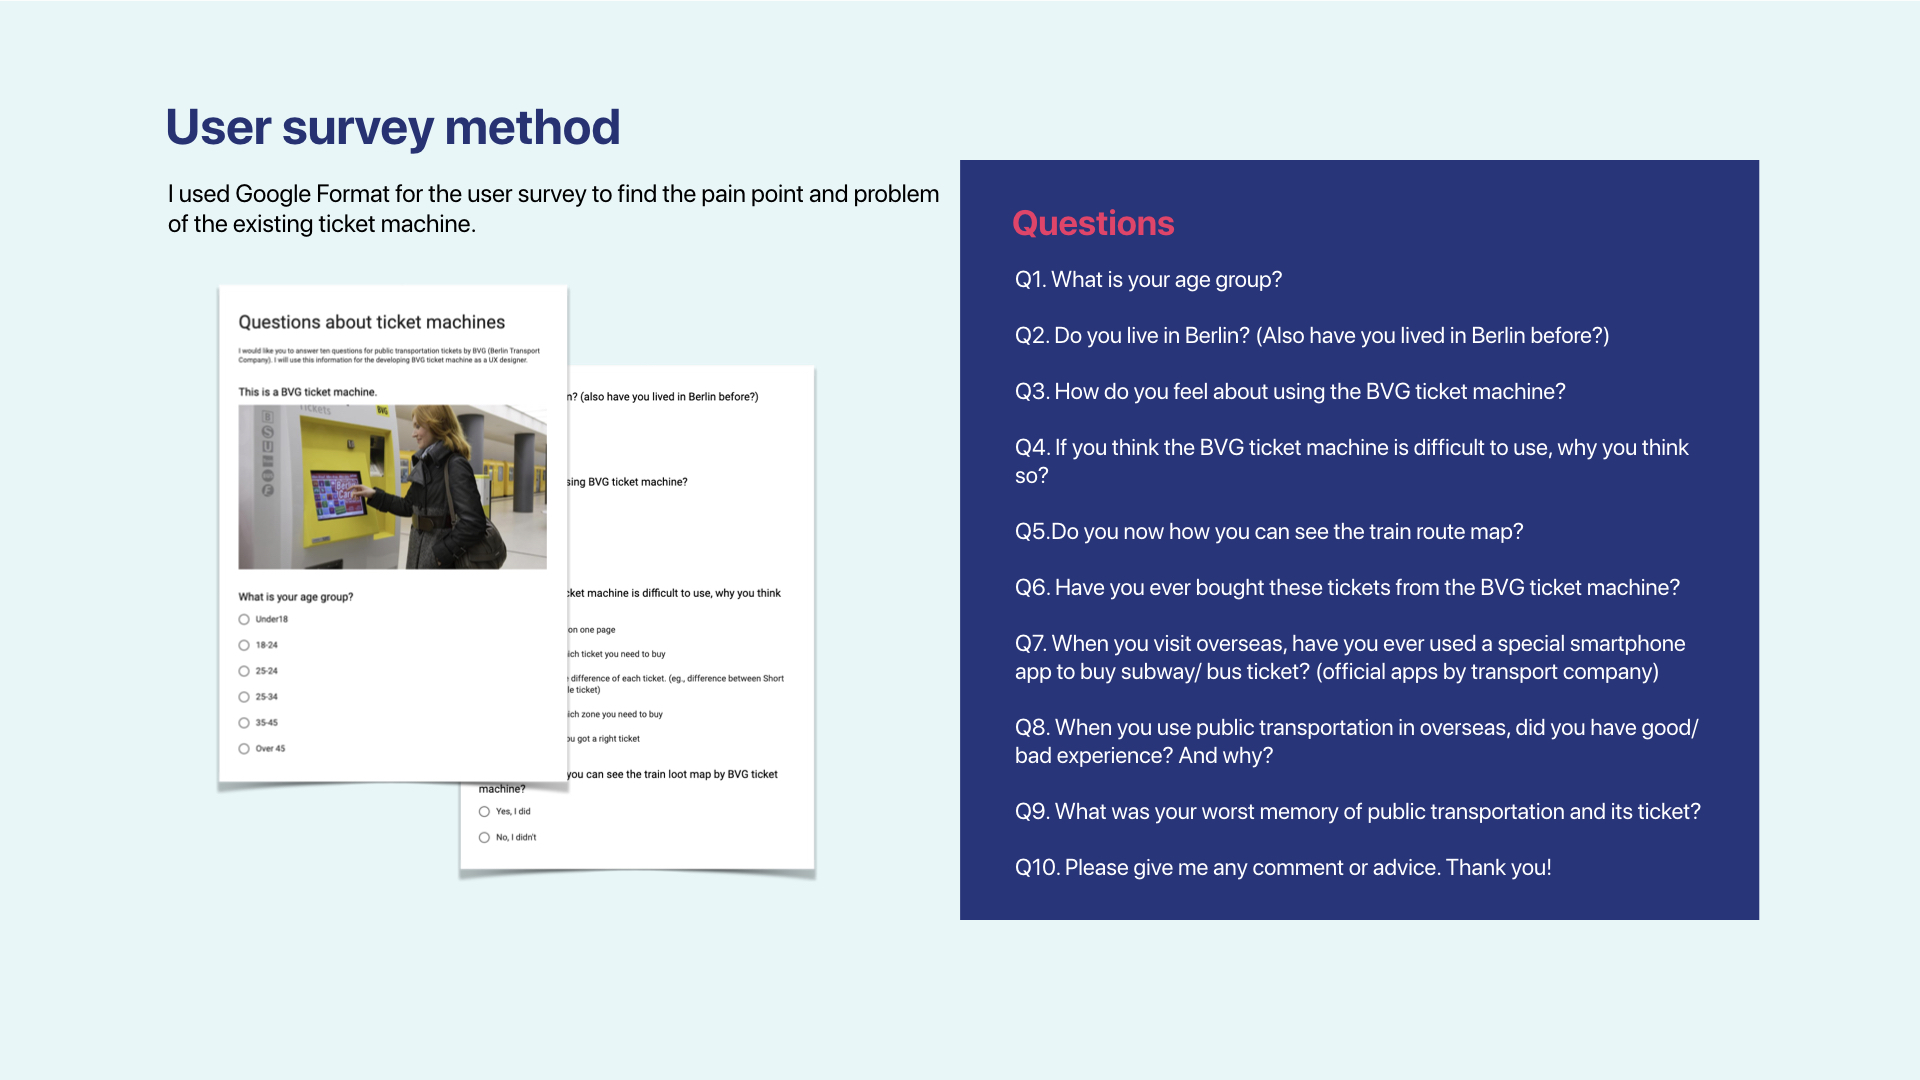 User survey method
I used Google Format for the user survey to find the pain point and problem
of the existing ticket machine.
Questions about ticket machines
I would like you to answer ten questions for public transportation tickets by BVG (Berlin Transport
Company). I will use this information for the developing BVG ticket machine as a UX designer.
This is a BVG ticket machine.
Tickets
BVG
B
S
U
F
What is your age group?
Under18
18-24
25-24
25-34
35-45
Over 45
n? (also have you lived in Berlin before?)
sing BVG ticket machine?
cket machine is difficult to use, why you think
on one page
ich ticket you need to buy
difference of each ticket. (eg., difference between Short
le ticket)
ich zone you need to buy
ou got a right ticket
you can see the train loot map by BVG ticket
machine?
Yes, I did
No, I didn't
Questions
Q1. What is your age group?
Q2. Do you live in Berlin? (Also have you lived in Berlin before?)
Q3. How do you feel about using the BVG ticket machine?
Q4. If you think the BVG ticket machine is difficult to use, why you think
so?
Q5.Do you now how you can see the train route map?
Q6. Have you ever bought these tickets from the BVG ticket machine?
Q7. When you visit overseas, have you ever used a special smartphone
app to buy subway/ bus ticket? (official apps by transport company)
Q8. When you use public transportation in overseas, did you have good/
bad experience? And why?
Q9. What was your worst memory of public transportation and its ticket?
Q10. Please give me any comment or advice. Thank you!